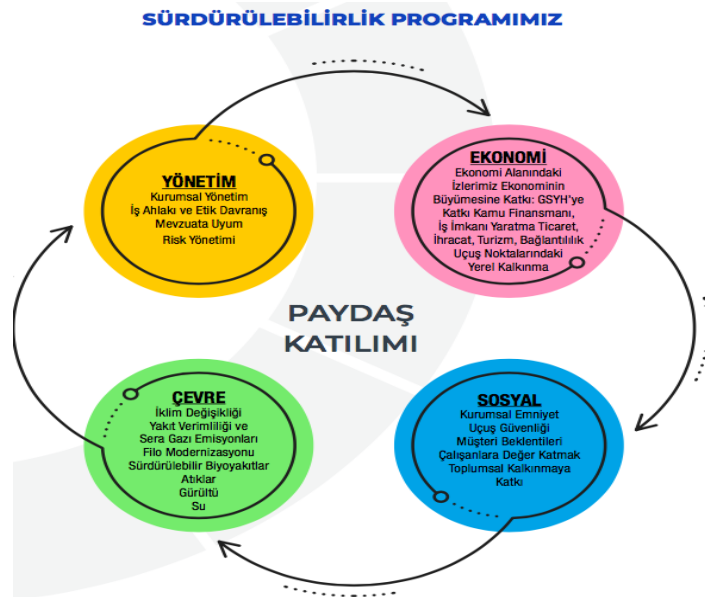 SÜRDÜRÜLEBİLİRLİK PROGRAMIMIZ
YÖNETİM
Kurumsal Yönetim
İş Ahlakı ve Etik Davranış
Mevzuata Uyum
Risk Yönetimi
EKONOMİ
Ekonomi Alanındaki
İzlerimiz Ekonominin
Büyümesine Katkı: GSYH'ye
Katkı Kamu Finansmanı,
İş İmkanı Yaratma Ticaret,
İhracat, Turizm, Bağlantılılık
Uçuş Noktalarındaki
Yerel Kalkınma
PAYDAŞ
KATILIMI
ÇEVRE
İklim Değişikliği
Yakıt Verimliliği ve
Sera Gazı Emisyonları
Filo Modernizasyonu
Sürdürülebilir Biyoyakıtlar
Atıklar
Gürültü
Su
SOSYAL
Kurumsal Emniyet
Uçuş Güvenliği
Müşteri Beklentileri
Çalışanlara Değer Katmak
Toplumsal Kalkınmaya
Katkı